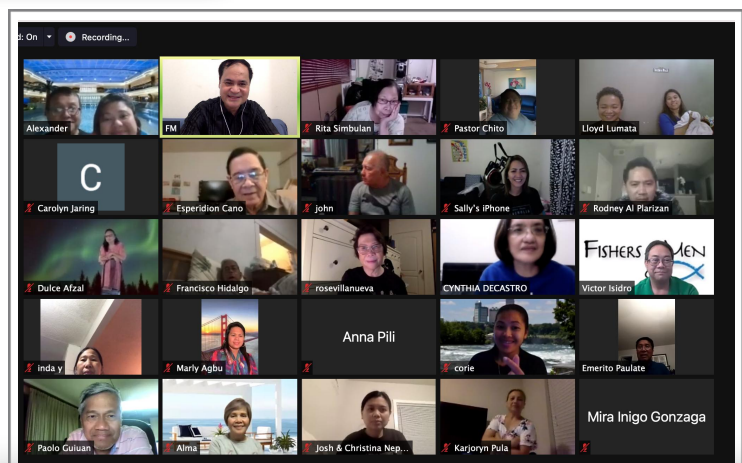 d: On
Recording...
Alexander
FM
Rita Simbulan
Pastor Chito
Lloyd Lumata
C
Carolyn Jaring
Esperidion Cano
john
Sally's iPhone
Rodney Al Plarizan
Dulce Afzal
Francisco Hidalgo
rosevillanueva
CYNTHIA DECASTRO
FISHERS MEN
Victor Isidro
inda y
Marly Agbu
Anna Pili
corie
Emerito Paulate
Paolo Guiuan
Alma
Josh & Christina Nep...
Karjoryn Pula
Mira Inigo Gonzaga